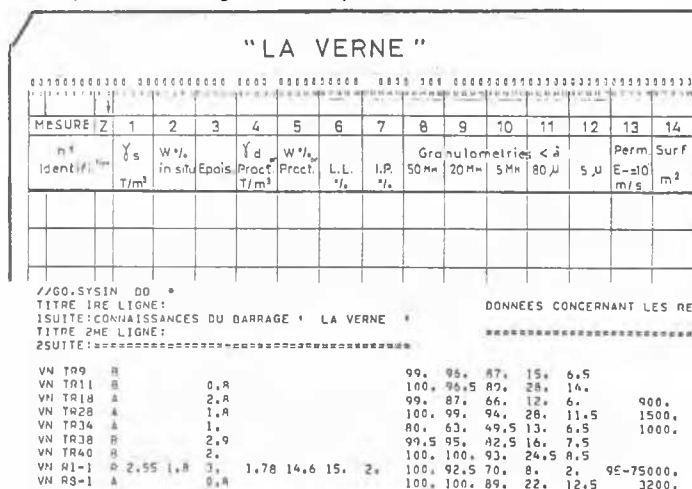 "LA VERNE"
MESURE Z 1 2 3 4 5 6 7 8 9 10 11 12 13 14
n° γs W% γd W% Granulometries < à Perm. Surf
Identifi. in situ Epais. Proct. Proct. L.L. I.P. 50 Mm 20 Mm 5 Mm 80 µ 5 µ E-=10 m²
T/m³ T/m³ % % m/s
//GO.SYSIN DD *
TITRE 1RE LIGNE: DONNEES CONCERNANT LES RE
1SUITE:CONNAISSANCES DU BARRAGE ' LA VERNE '
TITRE 2ME LIGNE:
2SUITE:
VN TR9 B 99. 96. 87. 15. 6.5
VN TR11 B 0.8 100. 96.5 89. 28. 14.
VN TR18 A 2.8 99. 87. 66. 12. 6. 900.
VN TR28 A 1.8 100. 99. 94. 28. 11.5 1500.
VN TR34 A 1. 80. 63. 49.5 13. 6.5 1000.
VN TR38 B 2.9 99.5 95. 82.5 16. 7.5
VN TR40 B 2. 100. 100. 93. 24.5 8.5
VN R1-1 R 2.55 1.8 3. 1.78 14.6 15. 2. 100. 92.5 70. 8. 2. 9E-75000.
VN RS-1 A 0.8 100. 100. 89. 22. 12.5 3200.